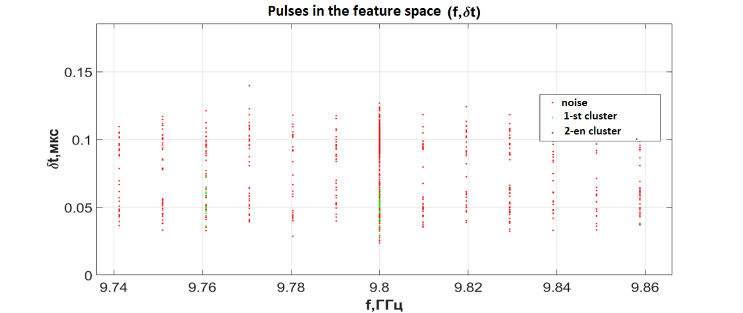 Pulses in the feature space (f,δt)
0.15
0.1
0.05
0
δt,мкс
noise
1-st cluster
2-en cluster
9.74 9.76 9.78 9.8 9.82 9.84 9.86
f,ГГц